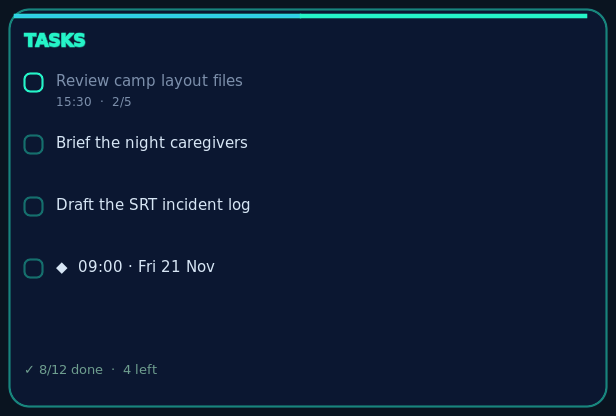 TASKS
Review camp layout files
15:30 · 2/5
Brief the night caregivers
Draft the SRT incident log
◆ 09:00 · Fri 21 Nov
✓ 8/12 done · 4 left